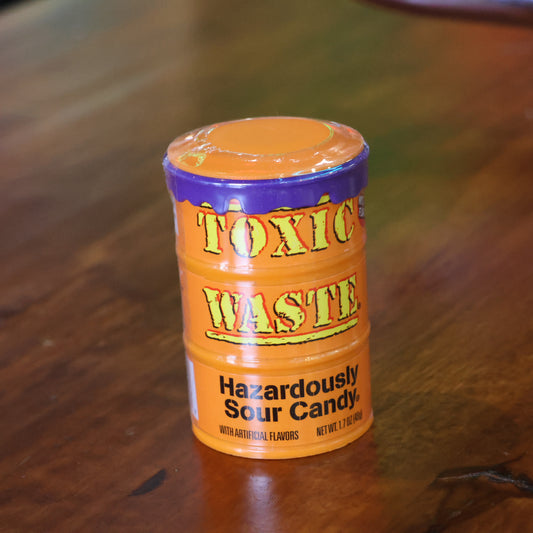 TOXIC
WASTE®
Hazardously
Sour Candy®
WITH ARTIFICIAL FLAVORS NET WT. 1.7 OZ (48g)